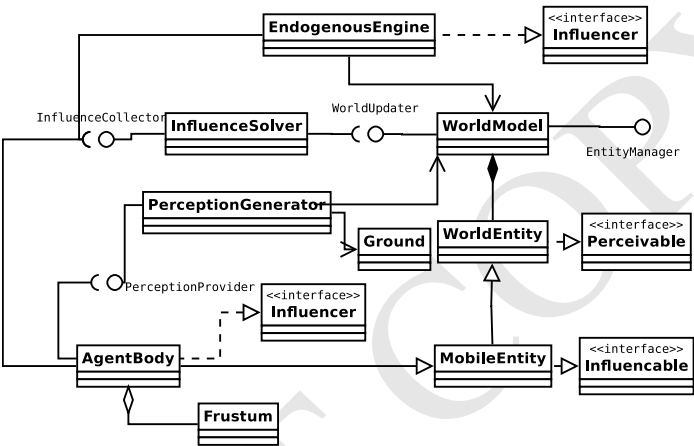 EndogenousEngine
<<interface>>
Influencer
InfluenceCollector
InfluenceSolver
WorldUpdater
WorldModel
EntityManager
PerceptionGenerator
Ground
WorldEntity
<<interface>>
Perceivable
PerceptionProvider
<<interface>>
Influencer
AgentBody
MobileEntity
<<interface>>
Influencable
Frustum
COPY